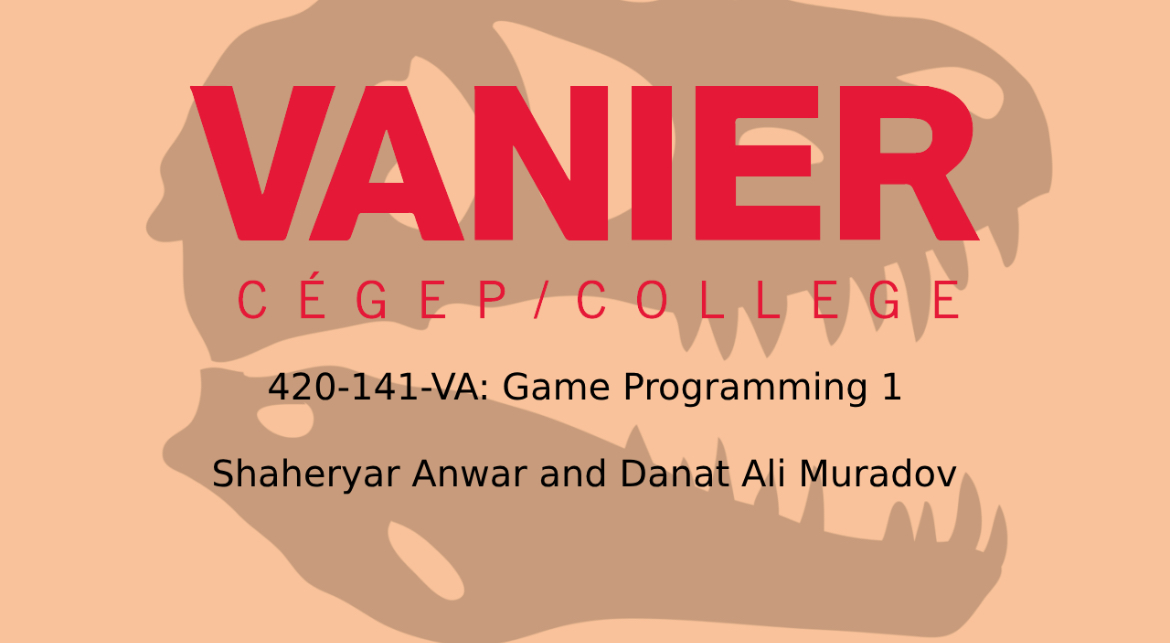 VANIER
CÉGEP/COLLEGE
420-141-VA: Game Programming 1
Shaheryar Anwar and Danat Ali Muradov